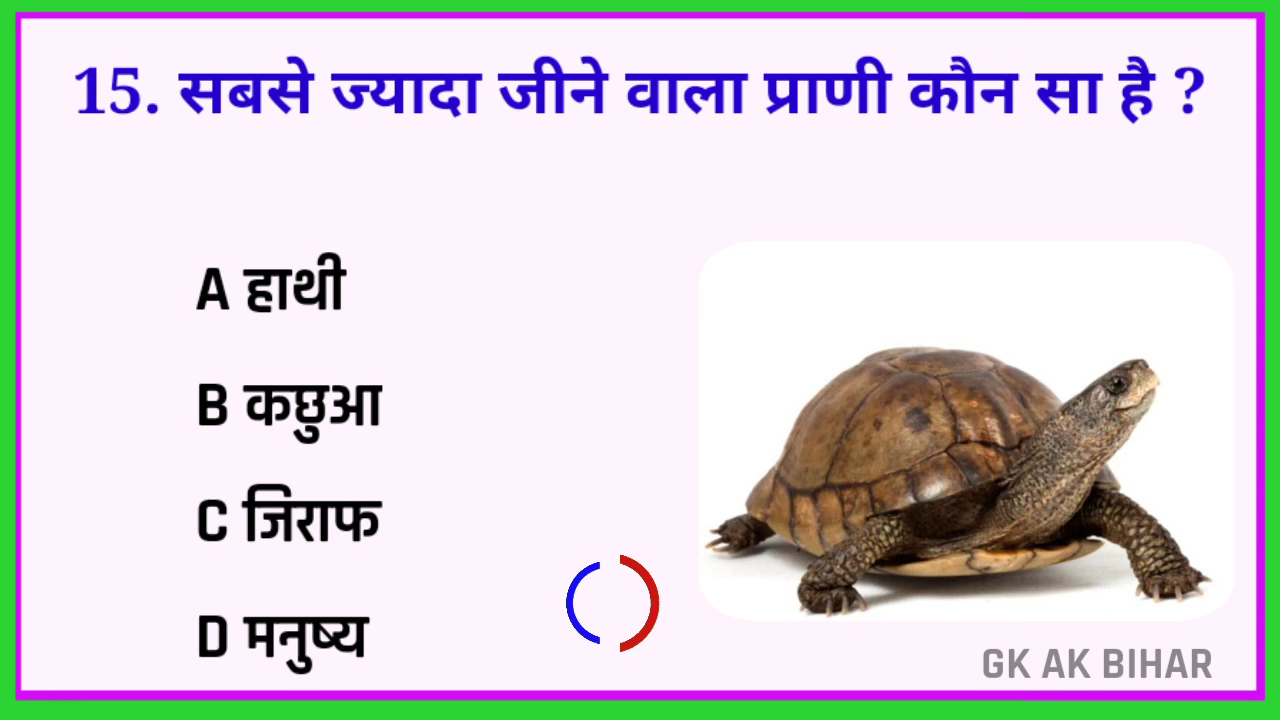 15. सबसे ज्यादा जीने वाला प्राणी कौन सा है ?
A हाथी
B कछुआ
C जिराफ
D मनुष्य
GK AK BIHAR